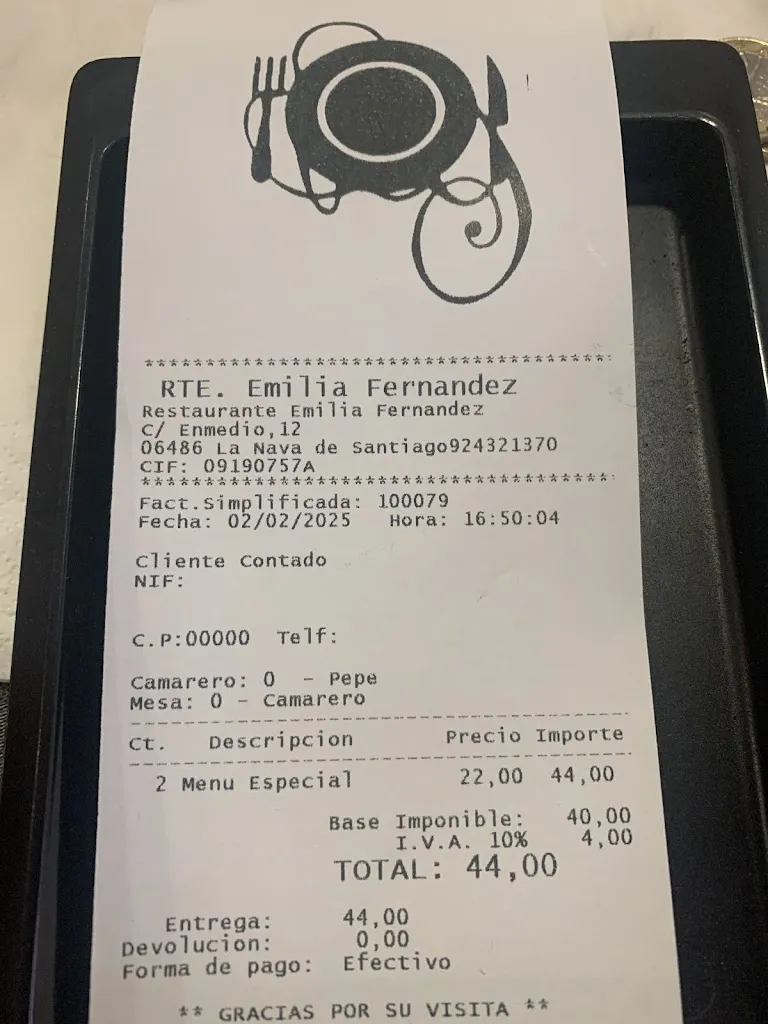 ***************************************
RTE. Emilia Fernandez
Restaurante Emilia Fernandez
C/ Enmedio,12
06486 La Nava de Santiago924321370
CIF: 09190757A
***************************************
Fact.Simplificada: 100079
Fecha: 02/02/2025 Hora: 16:50:04
Cliente Contado
NIF:
C.P:00000 Telf:
Camarero: 0 - Pepe
Mesa: 0 - Camarero
Ct. Descripcion Precio Importe
2 Menu Especial 22,00 44,00
Base Imponible: 40,00
I.V.A. 10% 4,00
TOTAL: 44,00
Entrega: 44,00
Devolucion: 0,00
Forma de pago: Efectivo
** GRACIAS POR SU VISITA **